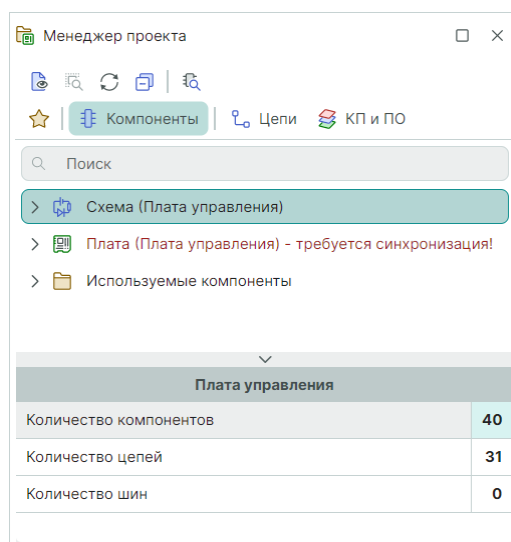 Менеджер проекта
Компоненты Цепи КП и ПО
Поиск
Схема (Плата управления)
Плата (Плата управления) - требуется синхронизация!
Используемые компоненты
Плата управления
Количество компонентов 40
Количество цепей 31
Количество шин 0